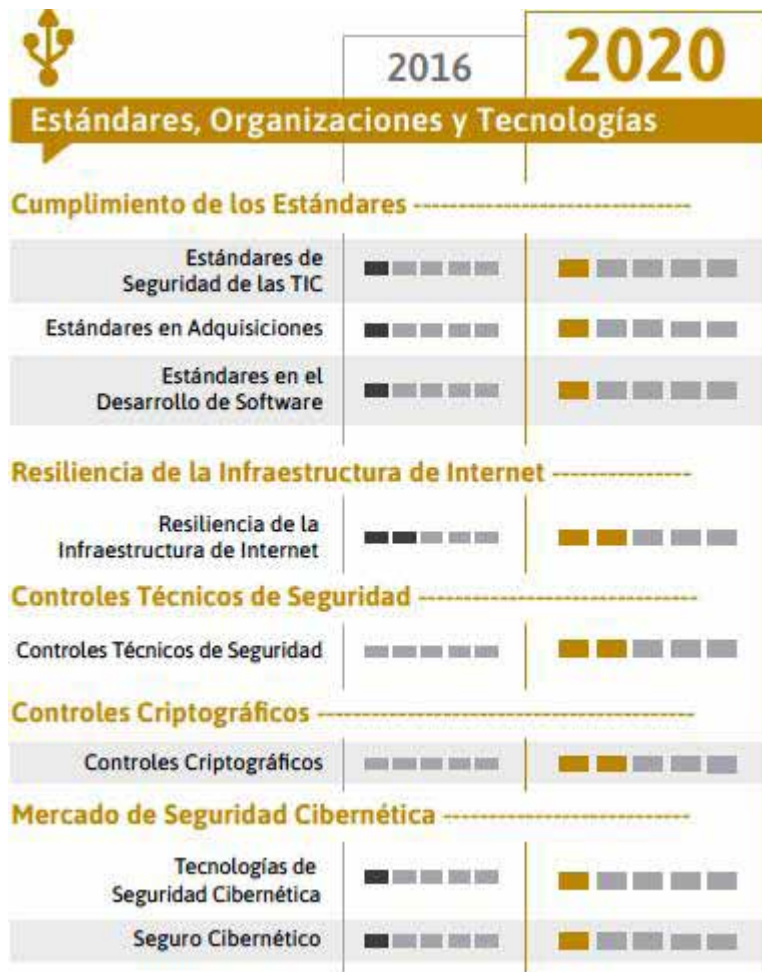 2016
2020
Estándares, Organizaciones y Tecnologías
Cumplimiento de los Estándares
Estándares de
Seguridad de las TIC
Estándares en Adquisiciones
Estándares en el
Desarrollo de Software
Resiliencia de la Infraestructura de Internet
Resiliencia de la
Infraestructura de Internet
Controles Técnicos de Seguridad
Controles Técnicos de Seguridad
Controles Criptográficos
Controles Criptográficos
Mercado de Seguridad Cibernética
Tecnologías de
Seguridad Cibernética
Seguro Cibernético